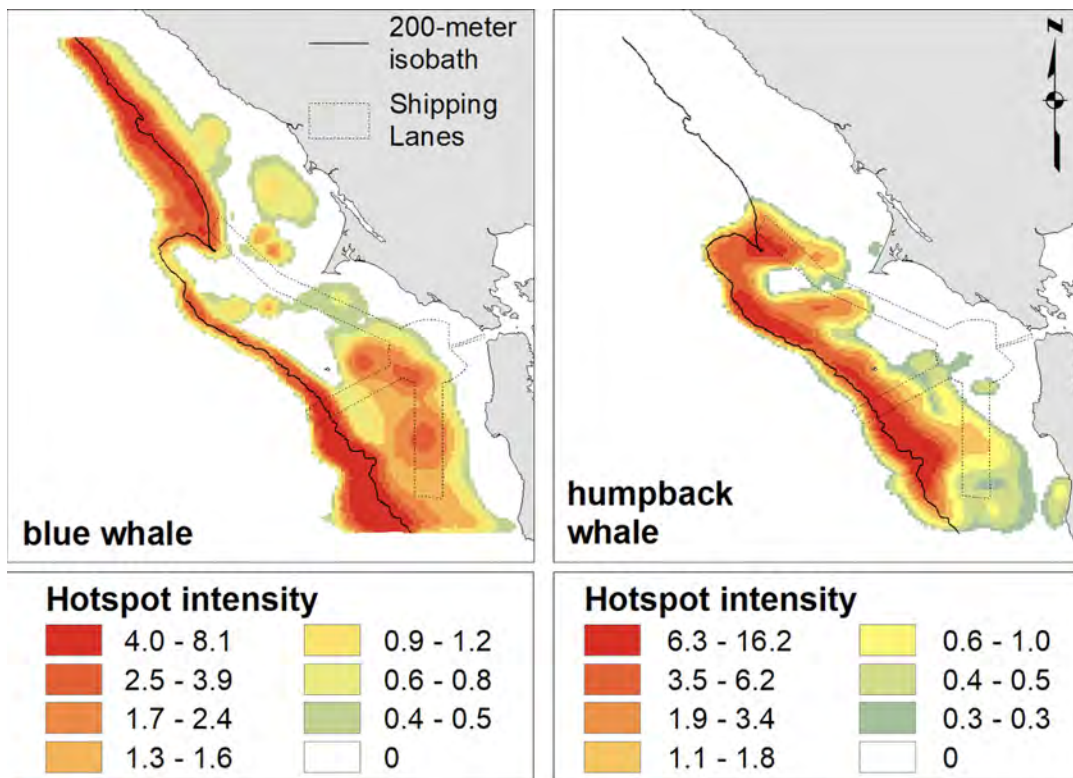 200-meter
isobath
Shipping
Lanes
blue whale
N
humpback
whale
Hotspot intensity
4.0 - 8.1
2.5 - 3.9
1.7 - 2.4
1.3 - 1.6
0.9 - 1.2
0.6 - 0.8
0.4 - 0.5
0
Hotspot intensity
6.3 - 16.2
3.5 - 6.2
1.9 - 3.4
1.1 - 1.8
0.6 - 1.0
0.4 - 0.5
0.3 - 0.3
0